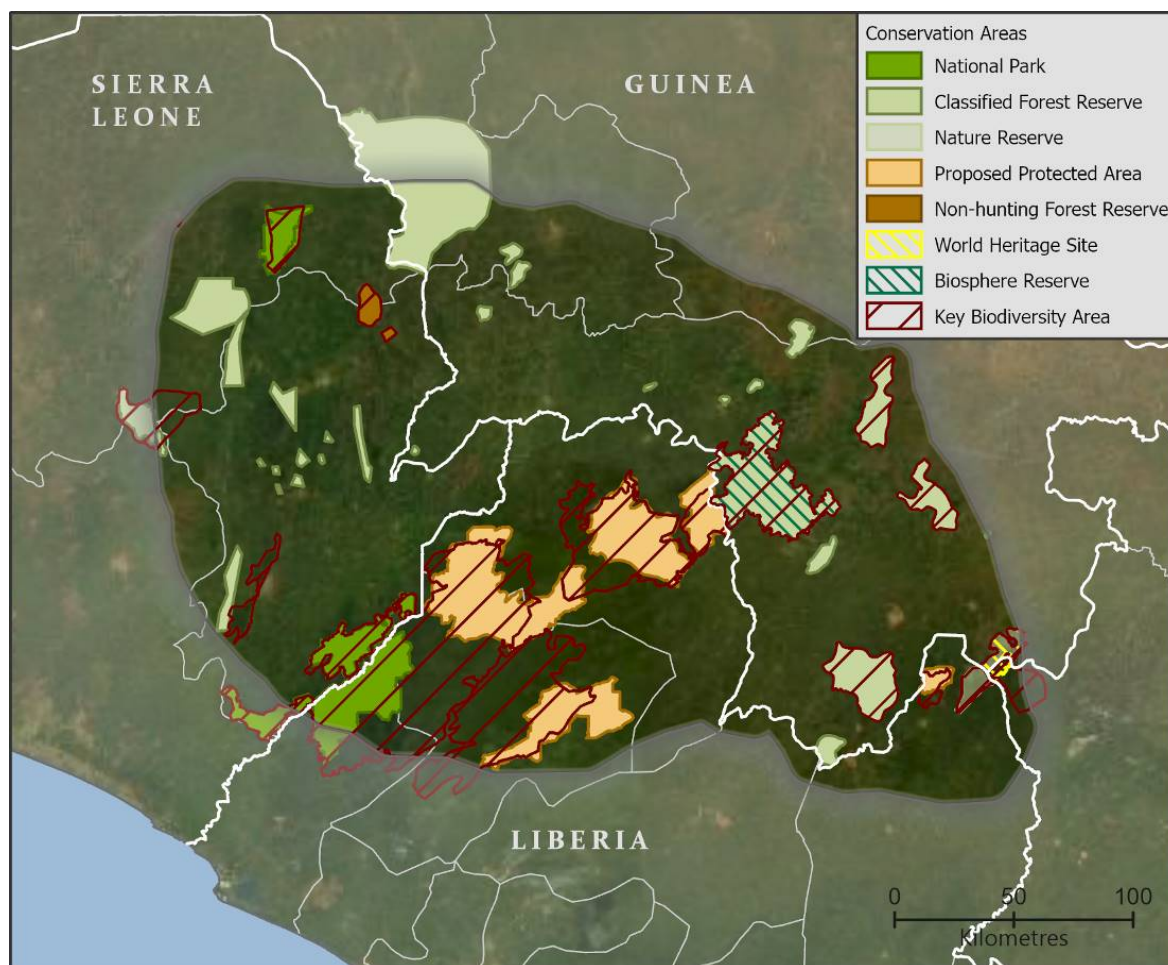 SIERRA
LEONE
GUINEA
Conservation Areas
National Park
Classified Forest Reserve
Nature Reserve
Proposed Protected Area
Non-hunting Forest Reserve
World Heritage Site
Biosphere Reserve
Key Biodiversity Area
LIBERIA
0 50 100
Kilometres